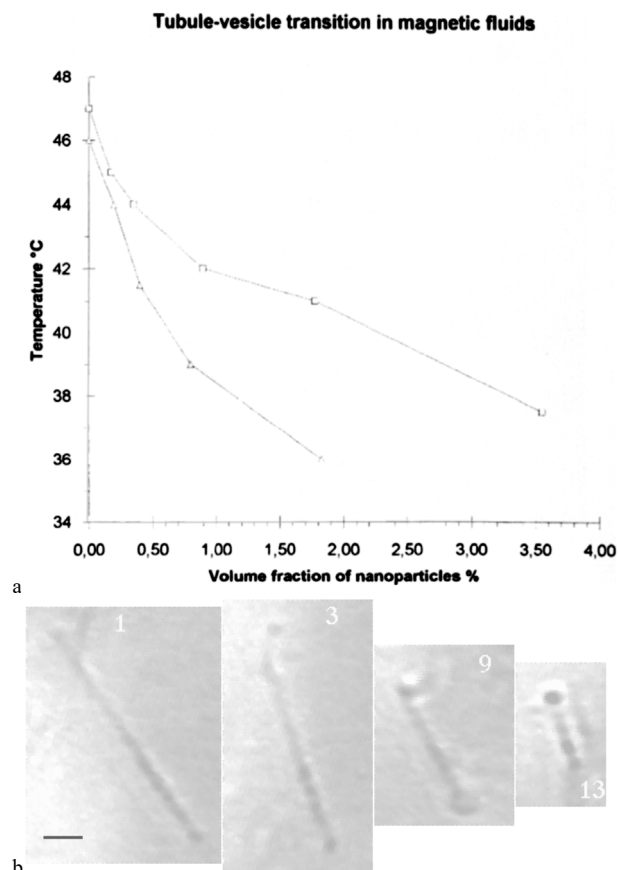 Tubule-vesicle transition in magnetic fluids
48
46
44
42
40
38
36
34
Temperature °C
0,00 0,50 1,00 1,50 2,00 2,50 3,00 3,50 4,00
Volume fraction of nanoparticles %
a
1
3
9
13
b